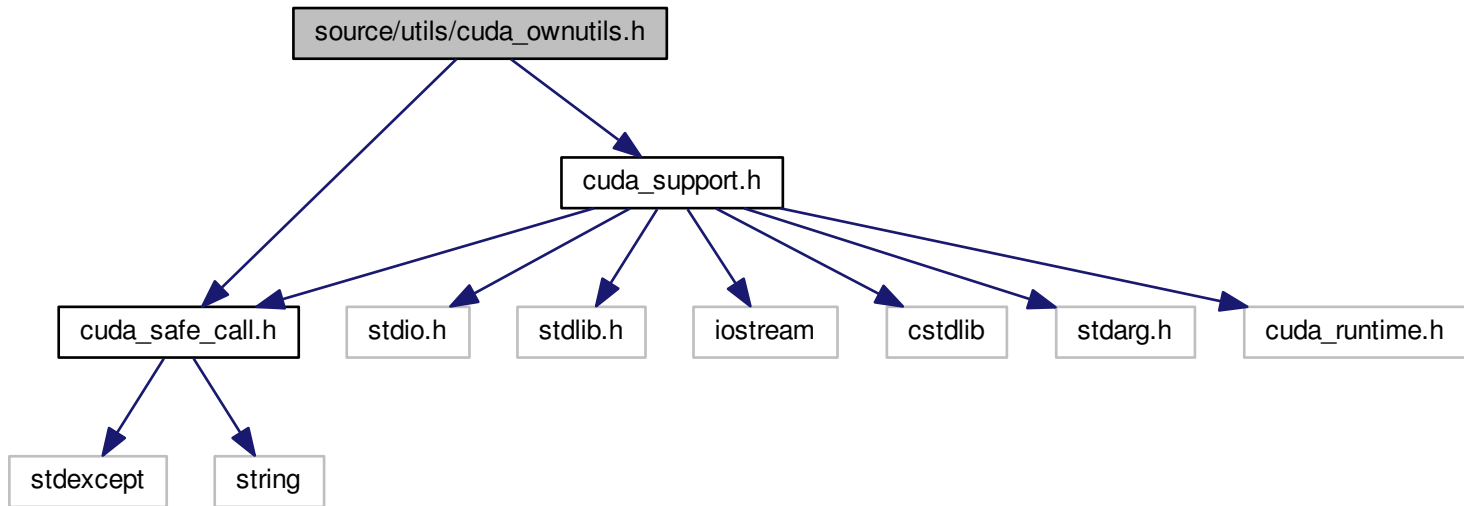 source/utils/cuda_ownutils.h
cuda_support.h
cuda_safe_call.h
stdio.h
stdlib.h
iostream
cstdlib
stdarg.h
cuda_runtime.h
stdexcept
string